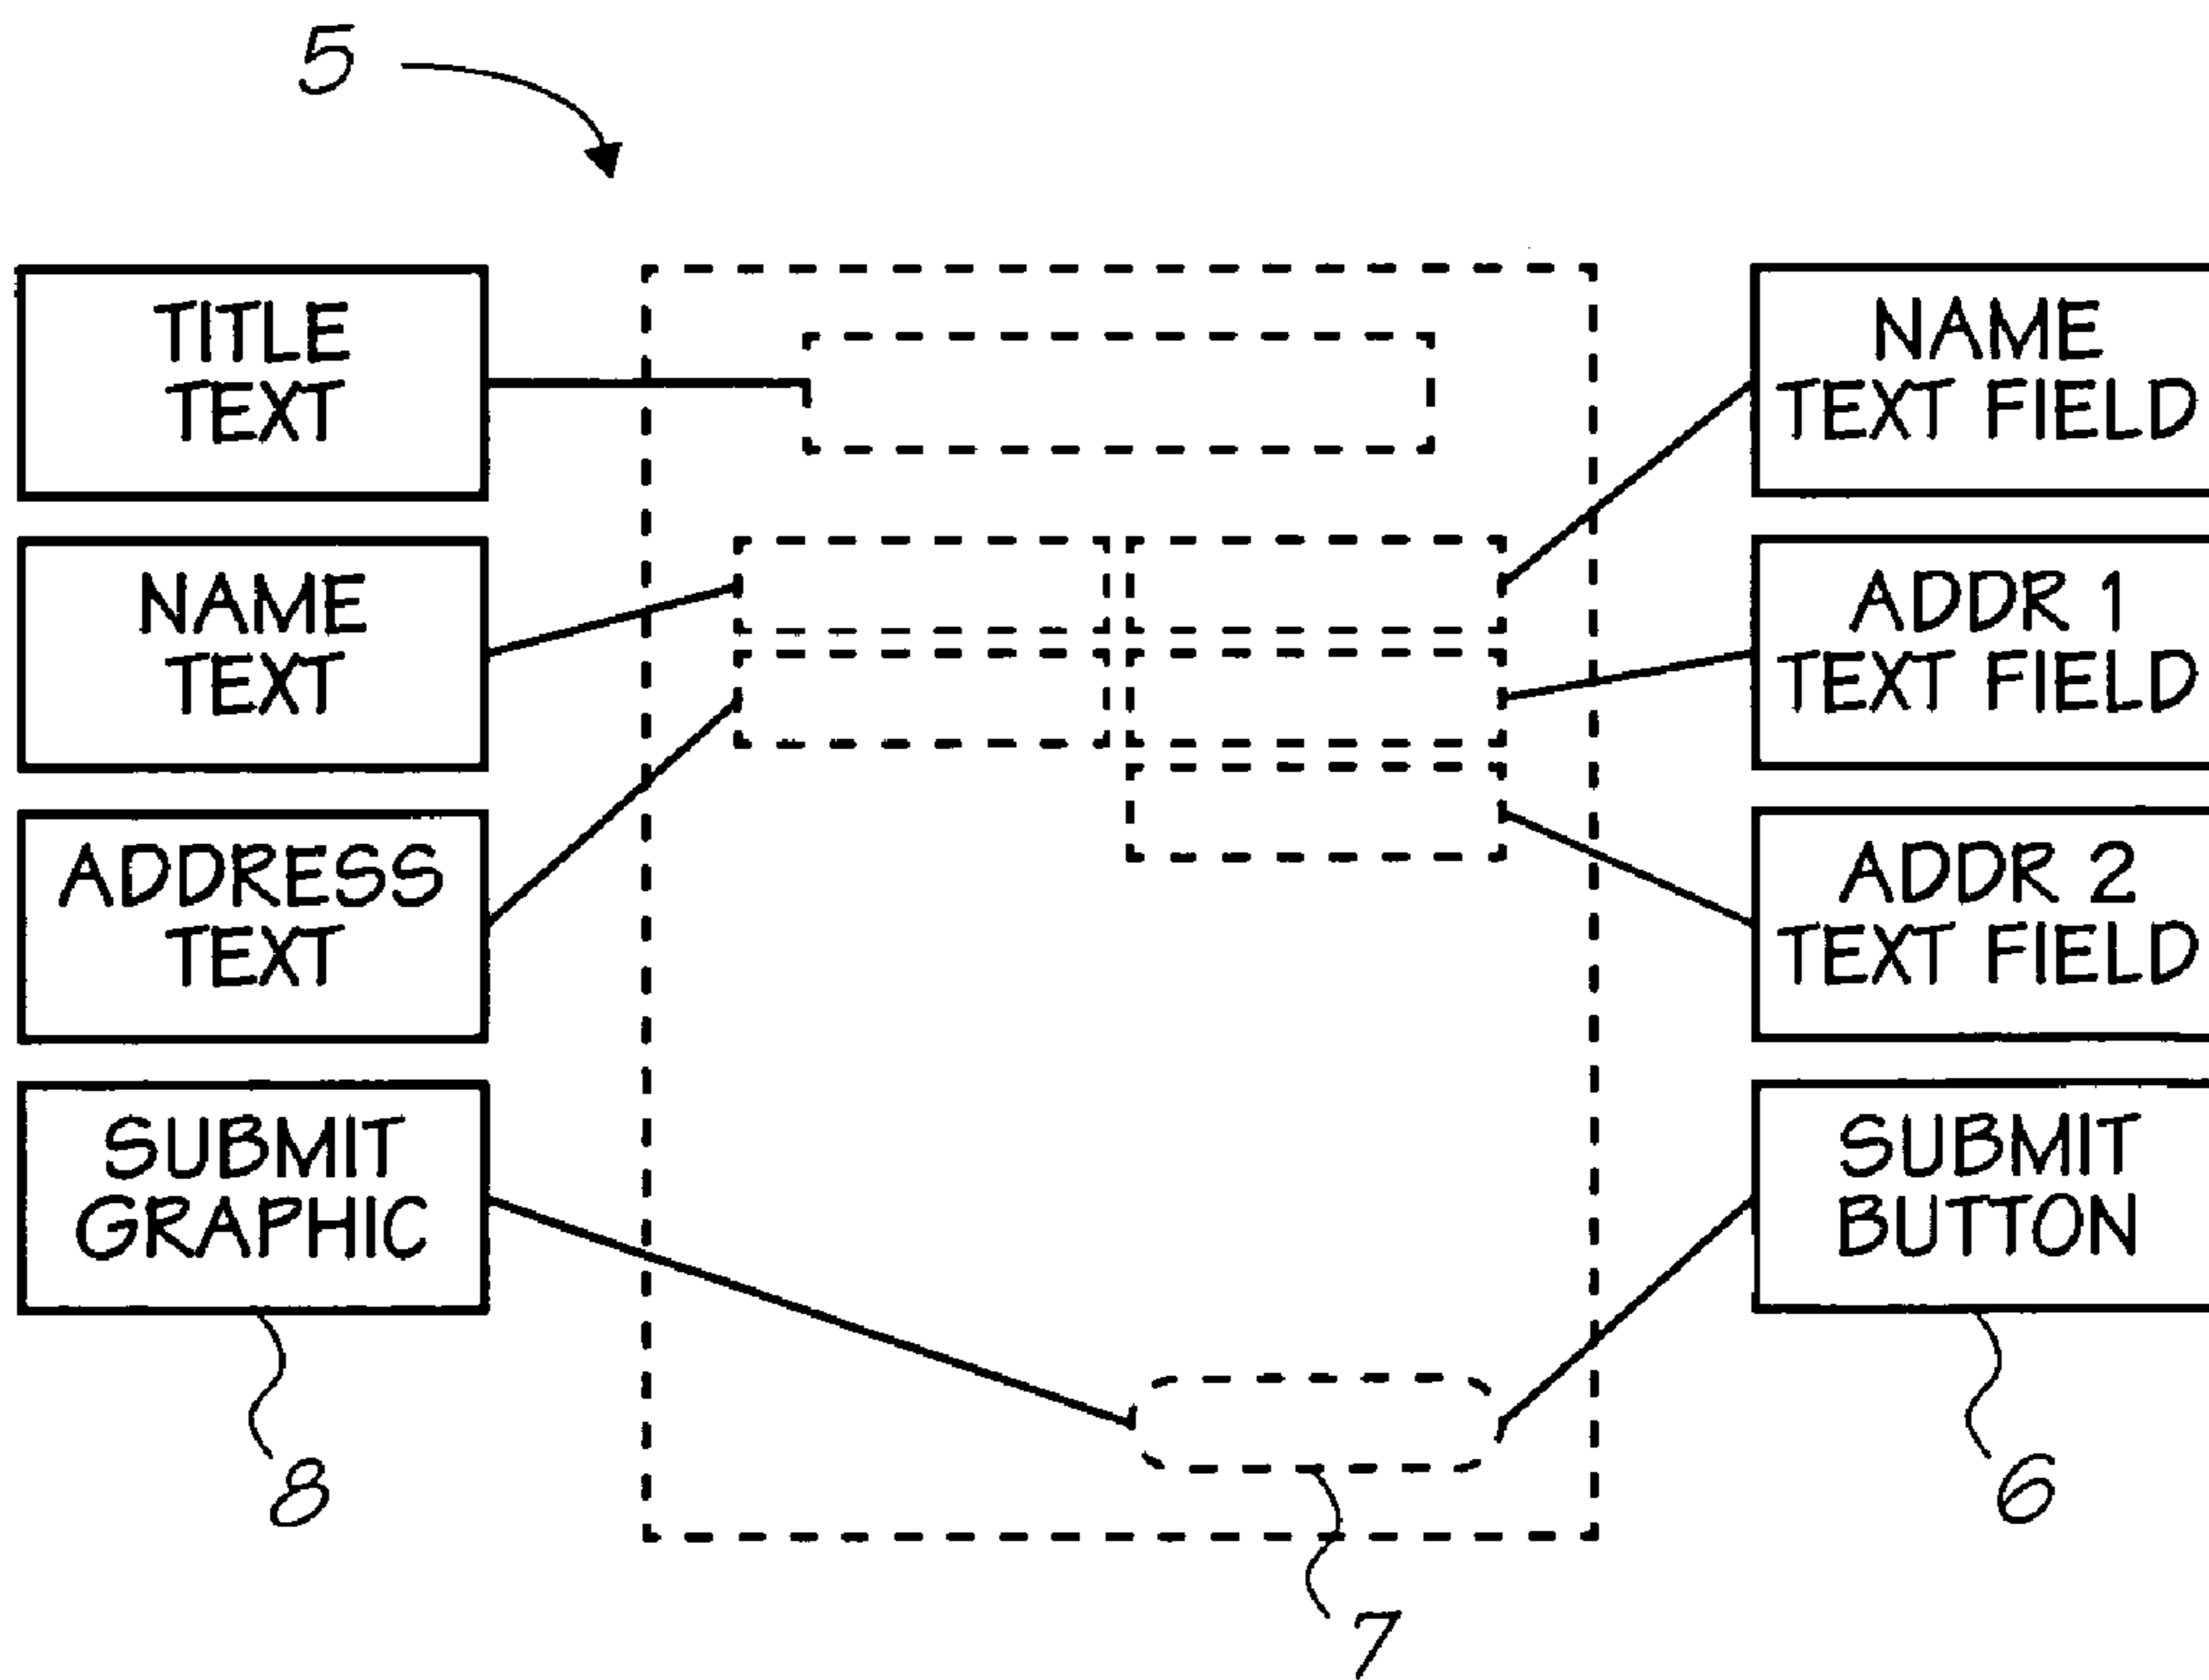 5
TITLE
TEXT
NAME
TEXT FIELD
NAME
TEXT
ADDR 1
TEXT FIELD
ADDRESS
TEXT
ADDR 2
TEXT FIELD
SUBMIT
GRAPHIC
SUBMIT
BUTTON
8
6
7